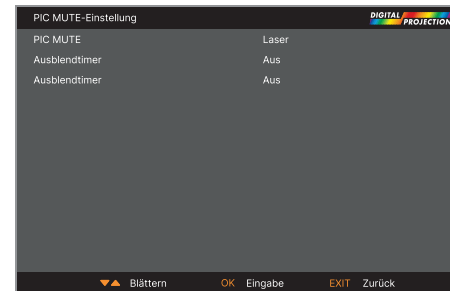 PIC MUTE-Einstellung
DIGITAL PROJECTION
PIC MUTE Laser
Ausblendtimer Aus
Ausblendtimer Aus
Blättern OK Eingabe EXIT Zurück